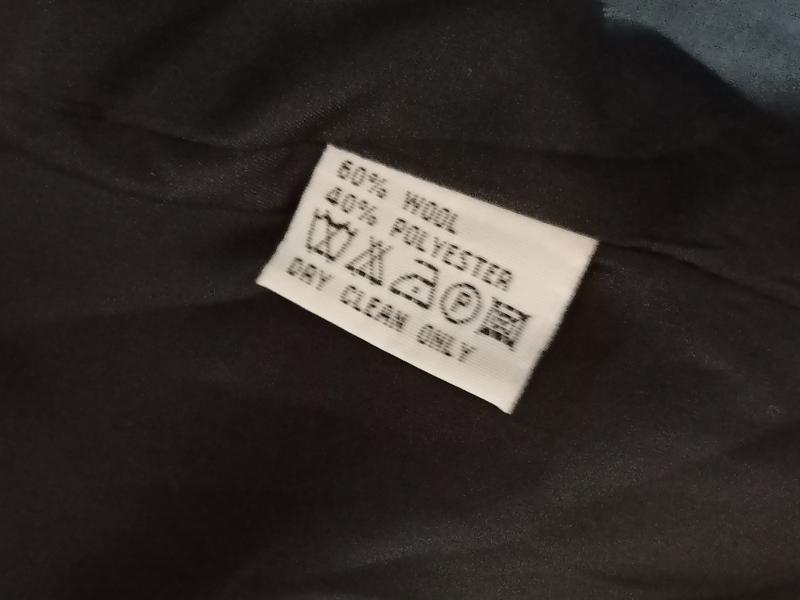 60% WOOL
40% POLYESTER
P
DRY CLEAN ONLY